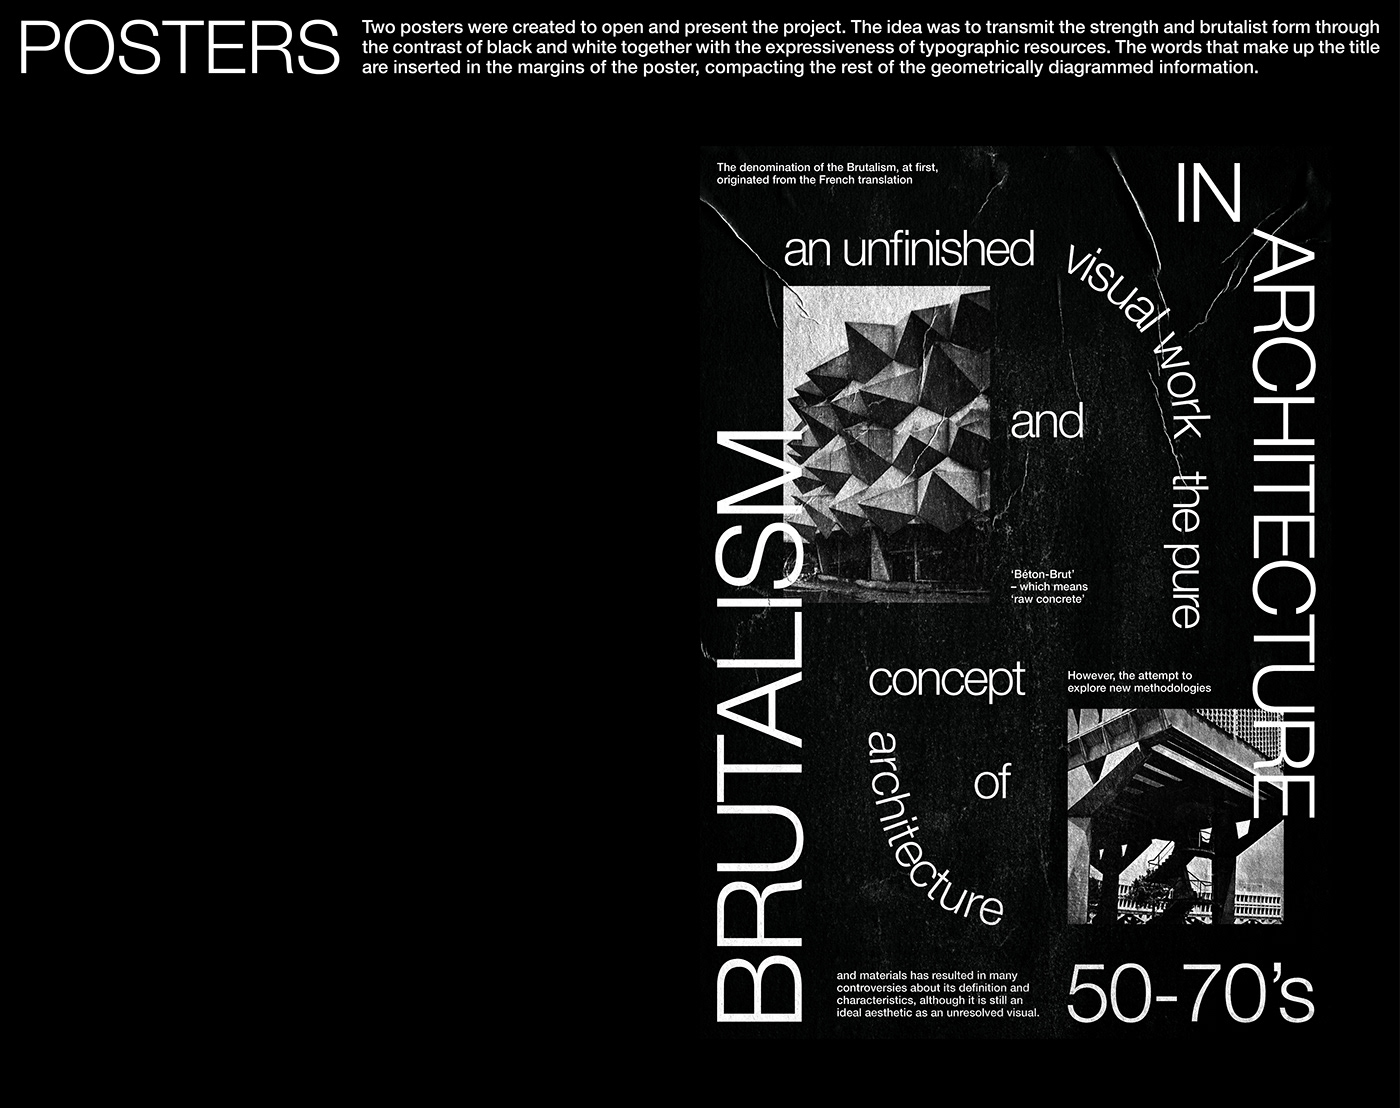 POSTERS
Two posters were created to open and present the project. The idea was to transmit the strength and brutalist form through
the contrast of black and white together with the expressiveness of typographic resources. The words that make up the title
are inserted in the margins of the poster, compacting the rest of the geometrically diagrammed information.
The denomination of the Brutalism, at first,
originated from the French translation
IN
ARCHITECTURE
an unfinished
visual work the pure
and
BRUTALISM
‘Béton-Brut’
– which means
‘raw concrete’
concept
of
architecture
However, the attempt to
explore new methodologies
and materials has resulted in many
controversies about its definition and
characteristics, although it is still an
ideal aesthetic as an unresolved visual.
50-70’s